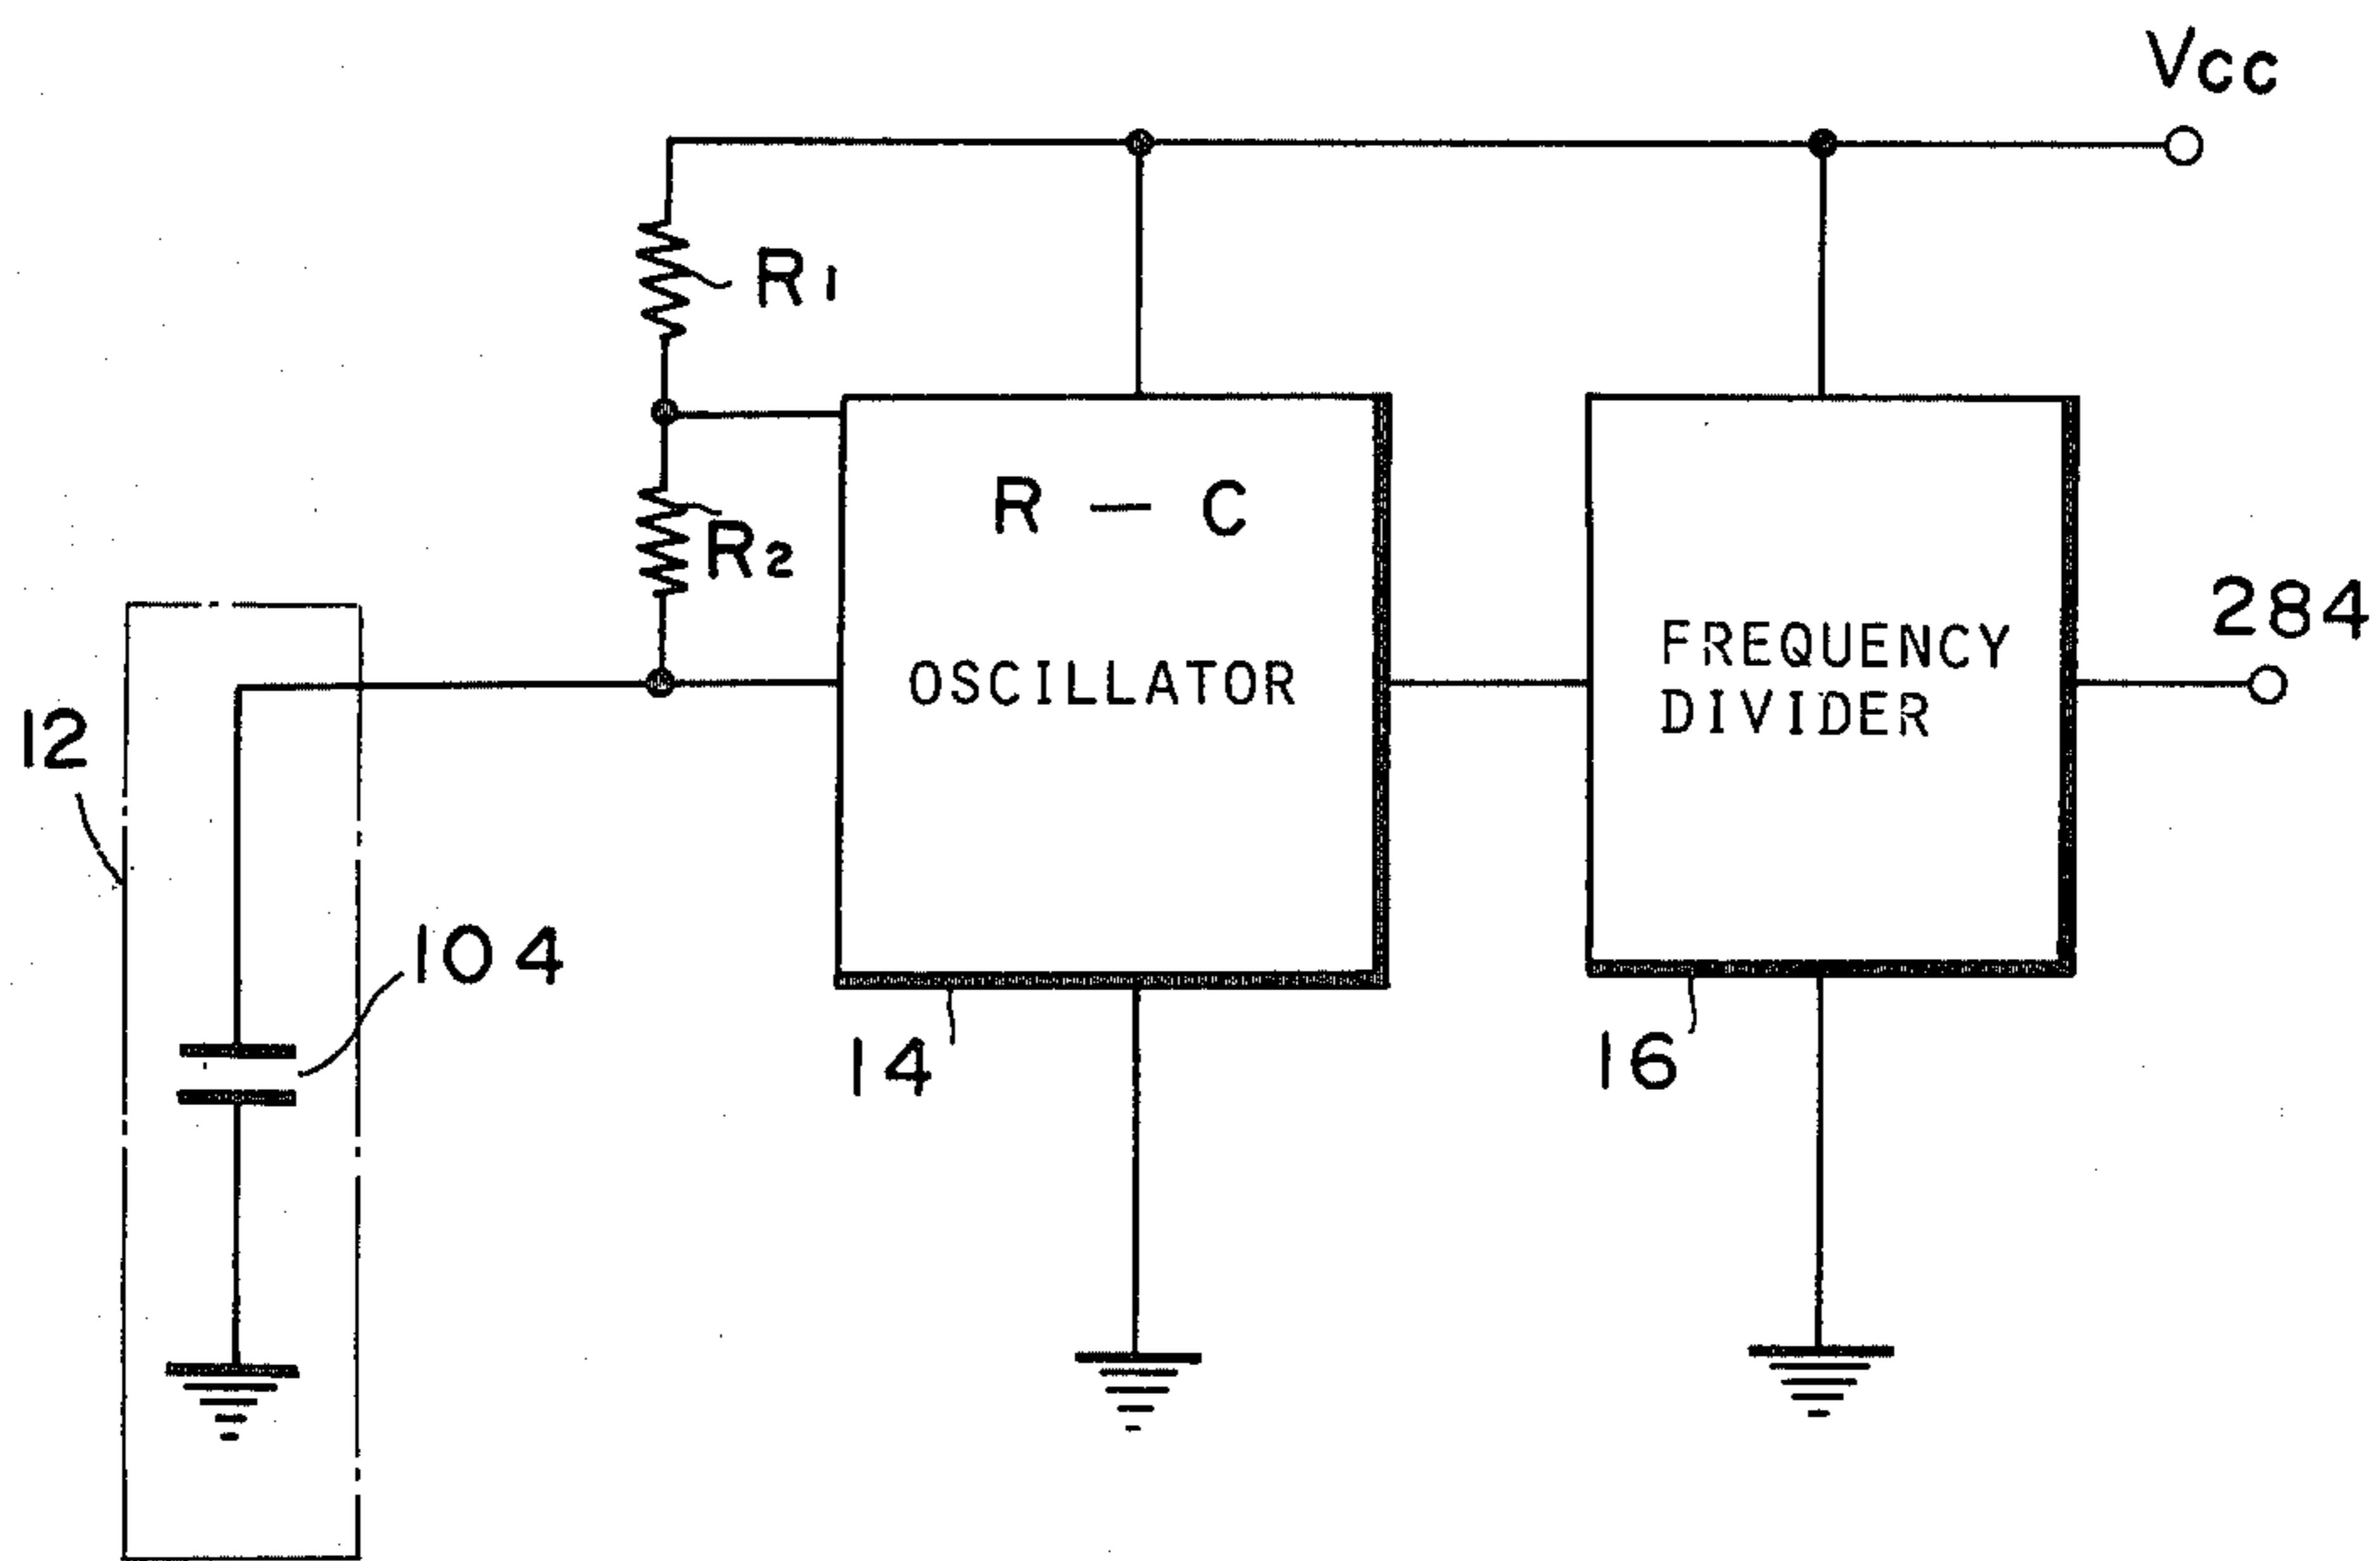 Vcc
R1
R — C
R2
284
FREQUENCY
DIVIDER
OSCILLATOR
12
104
14
16